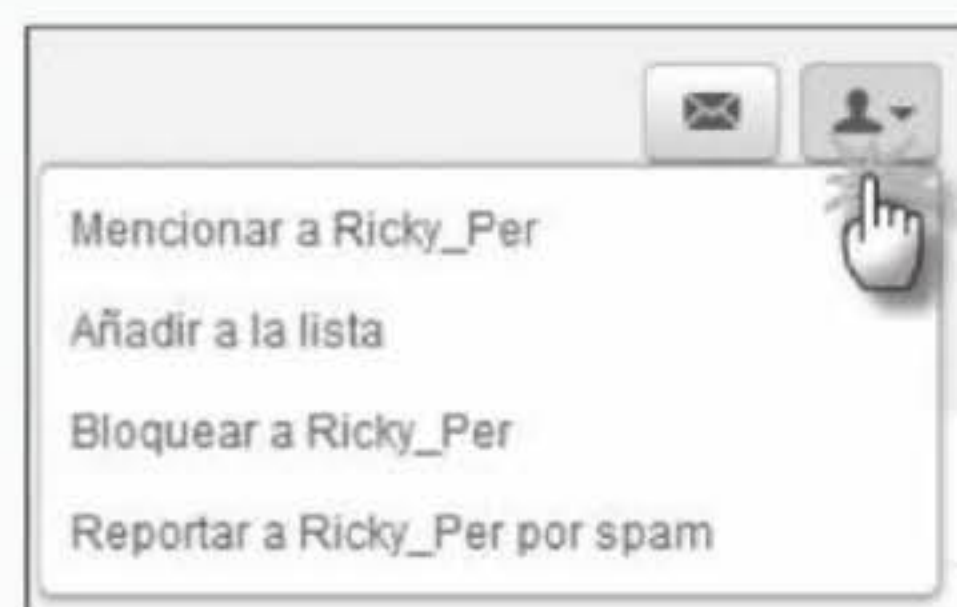 Mencionar a Ricky_Per
Añadir a la lista
Bloquear a Ricky_Per
Reportar a Ricky_Per por spam